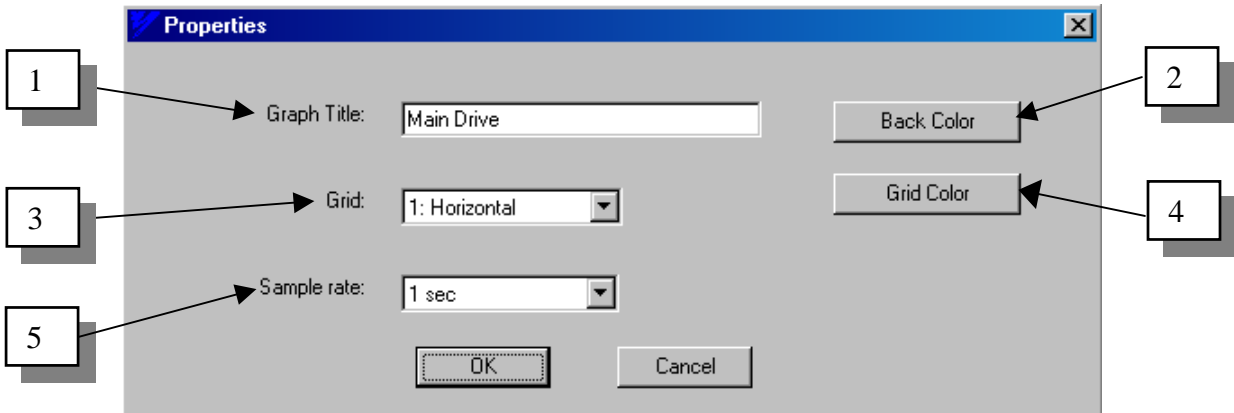 Properties
1
Graph Title:
Main Drive
Back Color
2
3
Grid:
1: Horizontal
Grid Color
4
5
Sample rate:
1 sec
OK
Cancel